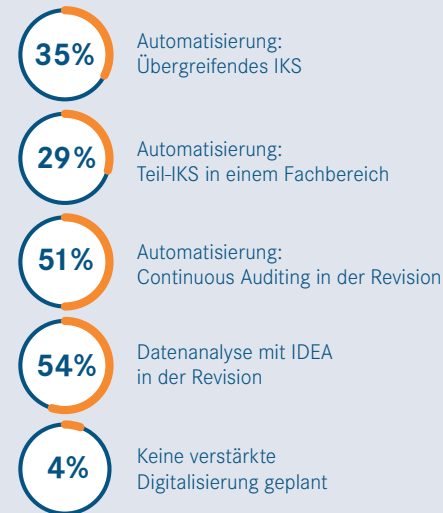 35%
Automatisierung:
Übergreifendes IKS
29%
Automatisierung:
Teil-IKS in einem Fachbereich
51%
Automatisierung:
Continuous Auditing in der Revision
54%
Datenanalyse mit IDEA
in der Revision
4%
Keine verstärkte
Digitalisierung geplant